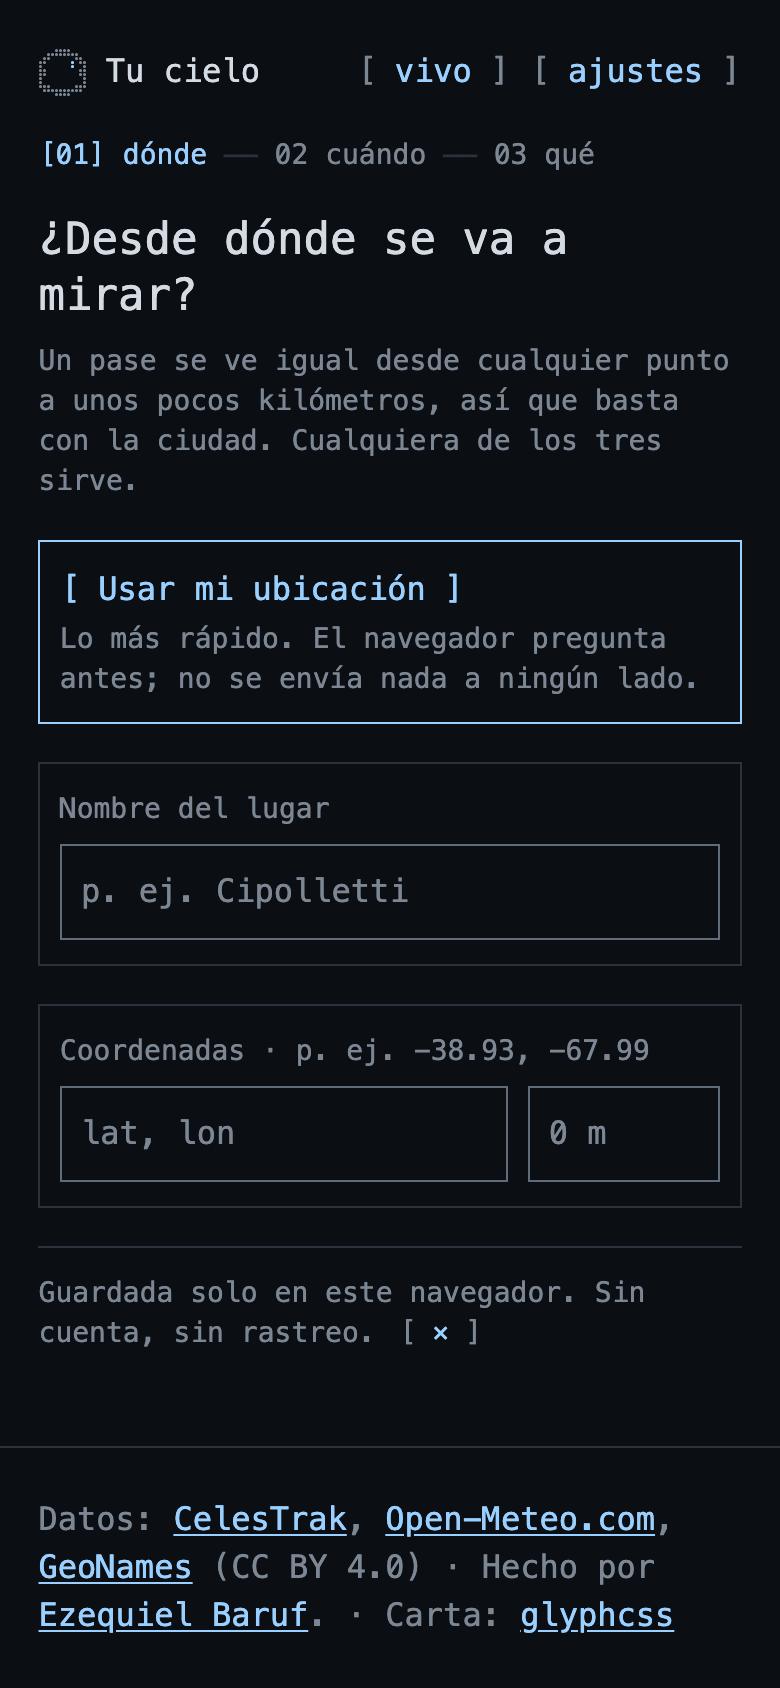 Tu cielo [ vivo ] [ ajustes ]
[01] dónde —— 02 cuándo —— 03 qué
¿Desde dónde se va a
mirar?
Un pase se ve igual desde cualquier punto
a unos pocos kilómetros, así que basta
con la ciudad. Cualquiera de los tres
sirve.
[ Usar mi ubicación ]
Lo más rápido. El navegador pregunta
antes; no se envía nada a ningún lado.
Nombre del lugar
p. ej. Cipolletti
Coordenadas · p. ej. −38.93, −67.99
lat, lon 0 m
Guardada solo en este navegador. Sin
cuenta, sin rastreo. [ × ]
Datos: CelesTrak, Open-Meteo.com,
GeoNames (CC BY 4.0) · Hecho por
Ezequiel Baruf. · Carta: glyphcss